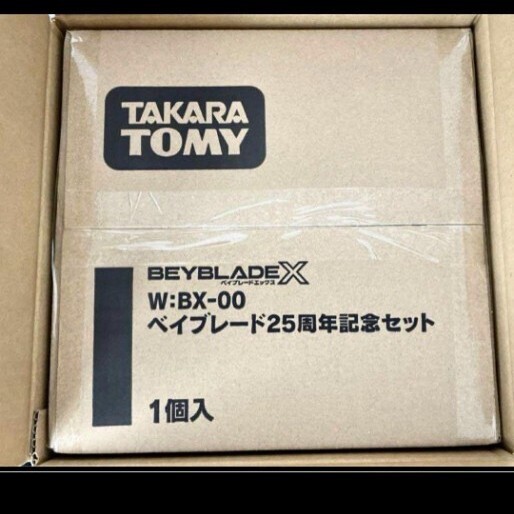 TAKARA
TOMY
BEYBLADE X
ベイブレードエックス
W:BX-00
ベイブレード25周年記念セット
1個入